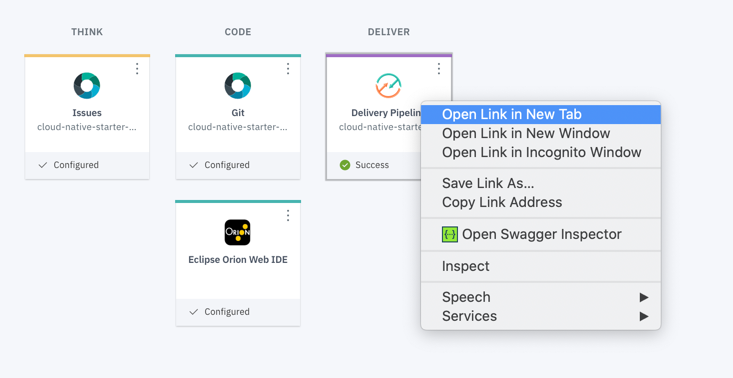 THINK
CODE
DELIVER
Issues
cloud-native-starter-...
Configured
Git
cloud-native-starter-...
Configured
Delivery Pipelin
cloud-native-starte
Success
ORION
Eclipse Orion Web IDE
Configured
Open Link in New Tab
Open Link in New Window
Open Link in Incognito Window
Save Link As...
Copy Link Address
{-} Open Swagger Inspector
Inspect
Speech
Services